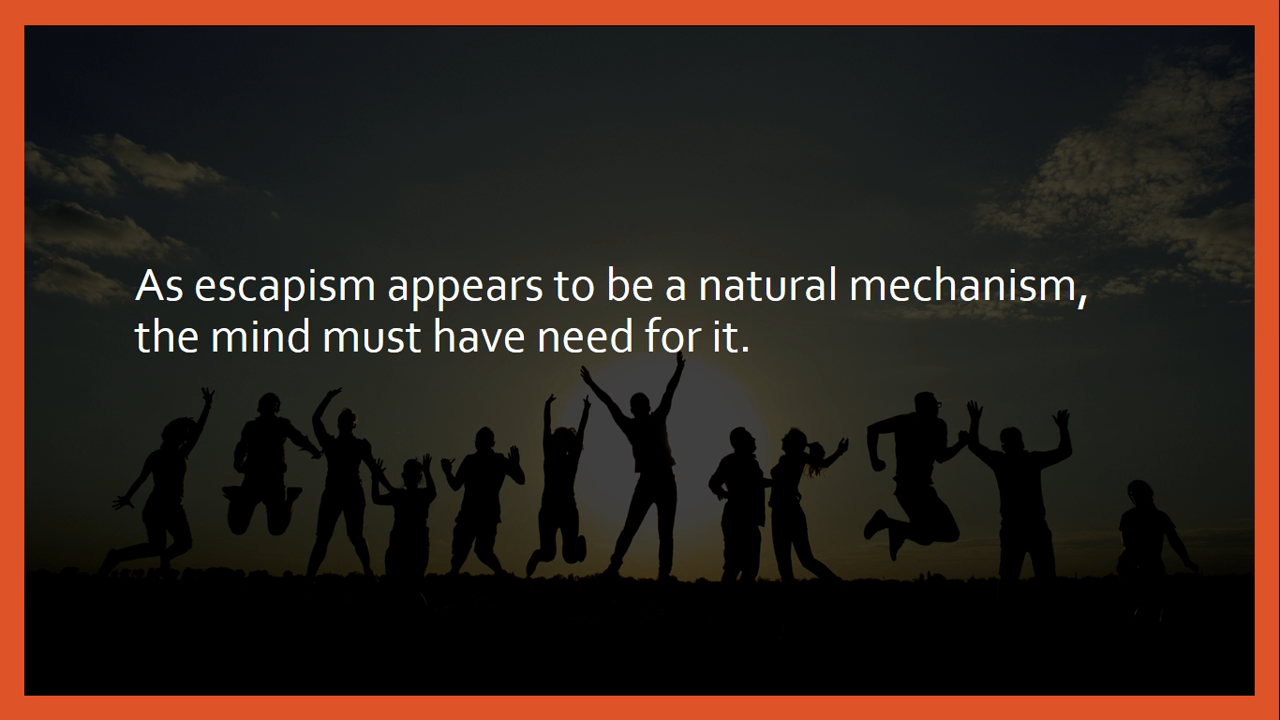 As escapism appears to be a natural mechanism,
the mind must have need for it.